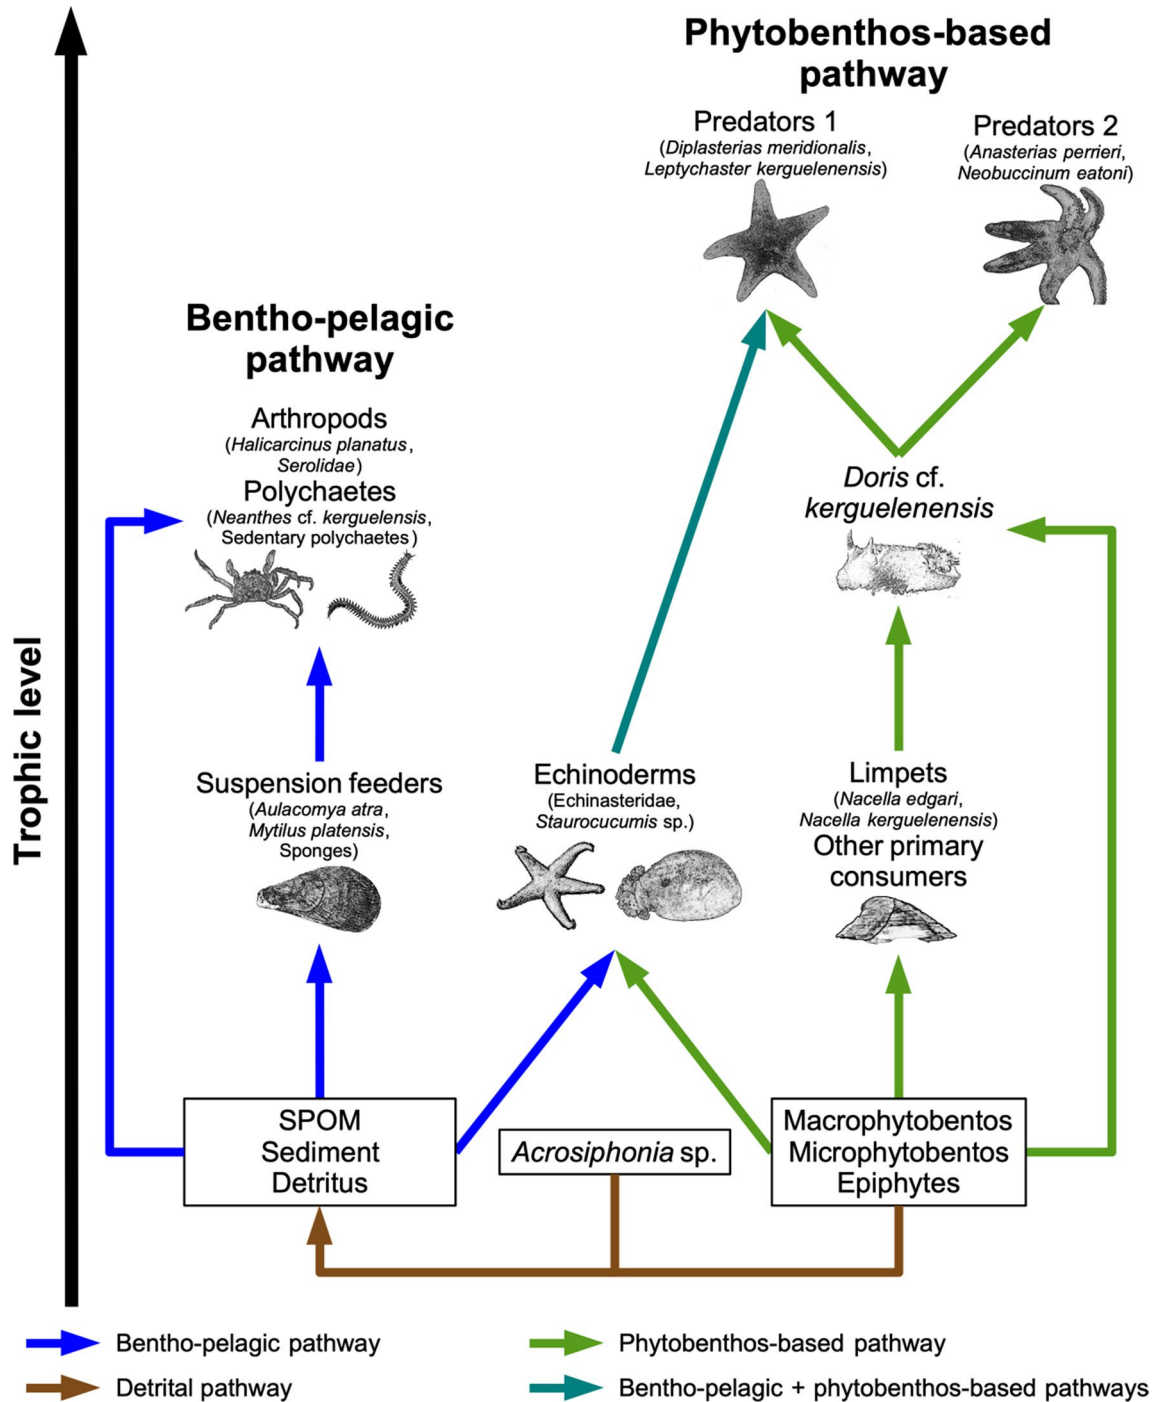 Phytobenthos-based
pathway
Predators 1
(Diplasterias meridionalis,
Leptychaster kerguelenensis)
Predators 2
(Anasterias perrieri,
Neobuccinum eatoni)
Bentho-pelagic
pathway
Arthropods
(Halicarcinus planatus,
Serolidae)
Polychaetes
(Neanthes cf. kerguelensis,
Sedentary polychaetes)
Doris cf.
kerguelenensis
Trophic level
Suspension feeders
(Aulacomya atra,
Mytilus platensis,
Sponges)
Echinoderms
(Echinasteridae,
Staurocucumis sp.)
Limpets
(Nacella edgari,
Nacella kerguelenensis)
Other primary
consumers
SPOM
Sediment
Detritus
Acrosiphonia sp.
Macrophytobentos
Microphytobentos
Epiphytes
Bentho-pelagic pathway
Phytobenthos-based pathway
Detrital pathway
Bentho-pelagic + phytobenthos-based pathways